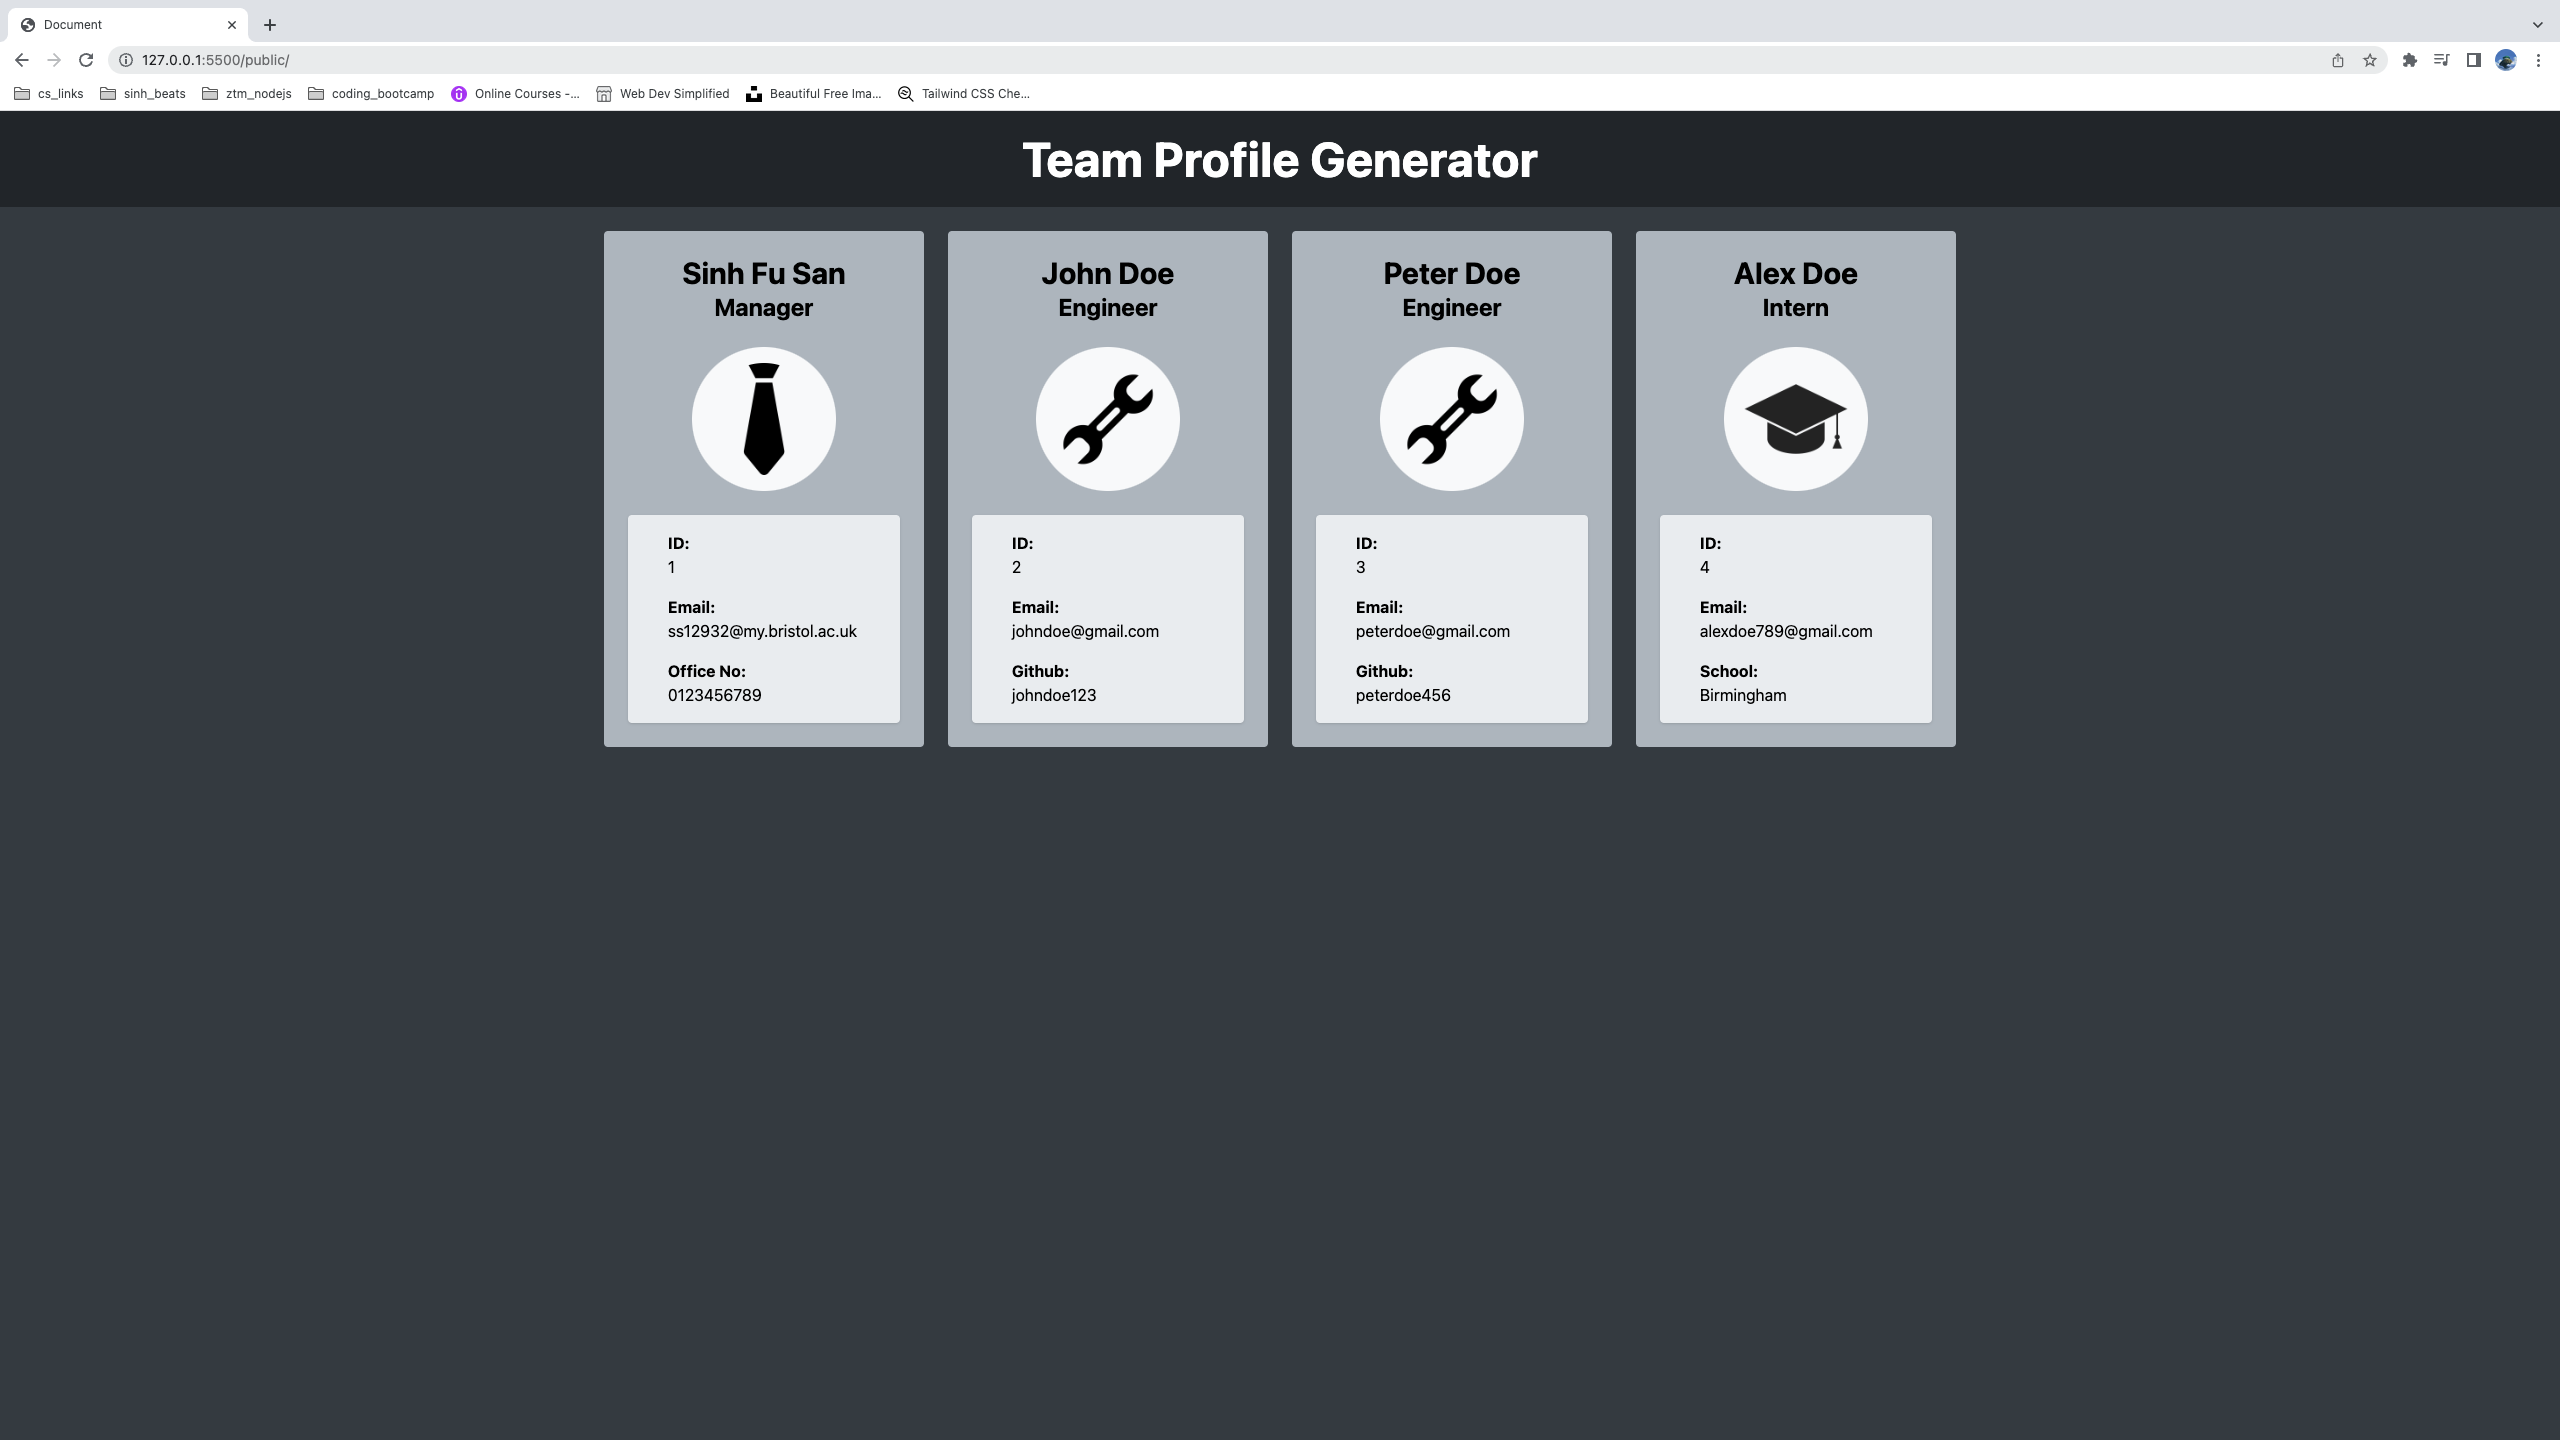 Document
127.0.0.1:5500/public/
cs_links sinh_beats ztm_nodejs coding_bootcamp Online Courses -... Web Dev Simplified Beautiful Free Ima... Tailwind CSS Che...
Team Profile Generator
Sinh Fu San
Manager
ID:
1
Email:
ss12932@my.bristol.ac.uk
Office No:
0123456789
John Doe
Engineer
ID:
2
Email:
johndoe@gmail.com
Github:
johndoe123
Peter Doe
Engineer
ID:
3
Email:
peterdoe@gmail.com
Github:
peterdoe456
Alex Doe
Intern
ID:
4
Email:
alexdoe789@gmail.com
School:
Birmingham